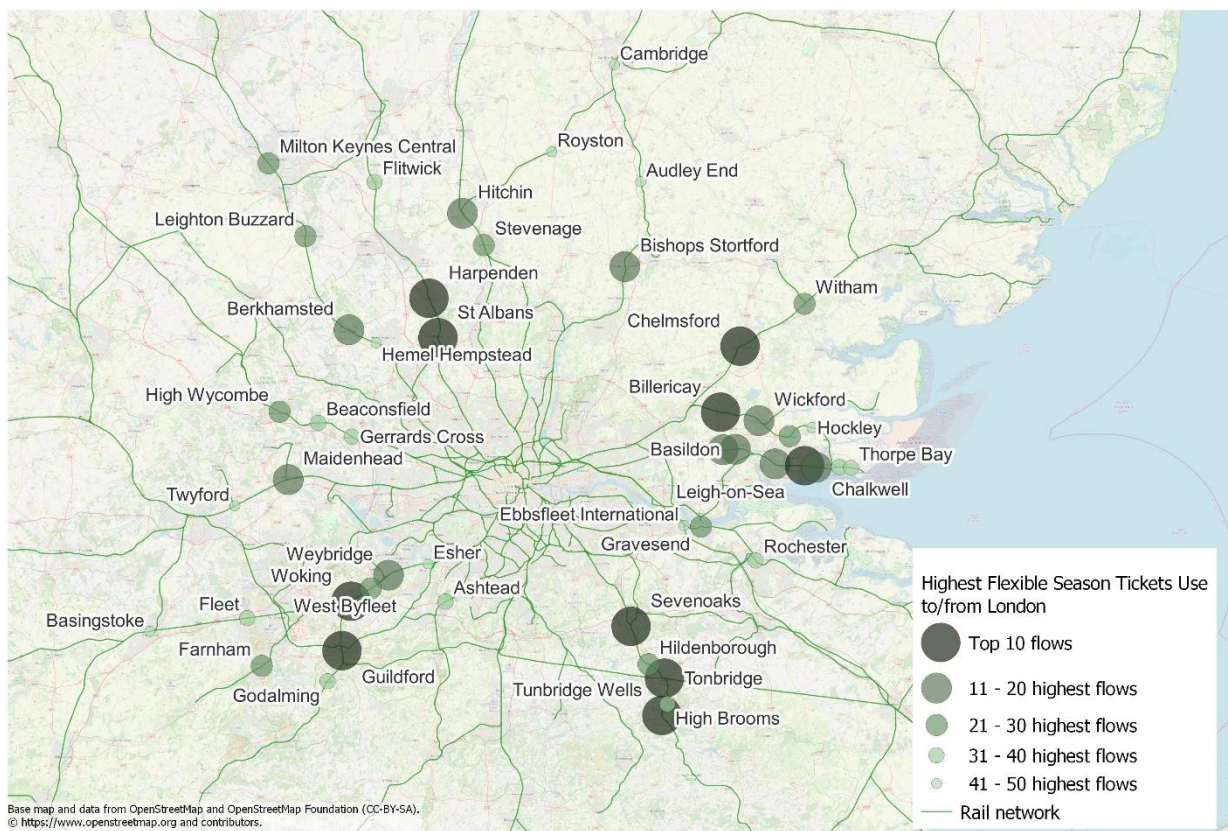 Cambridge
Royston
Milton Keynes Central
Flitwick
Audley End
Hitchin
Leighton Buzzard
Stevenage
Bishops Stortford
Harpenden
Witham
Berkhamsted
St Albans
Chelmsford
Hemel Hempstead
Billericay
High Wycombe
Beaconsfield
Wickford
Hockley
Gerrards Cross
Basildon
Thorpe Bay
Maidenhead
Twyford
Leigh-on-Sea
Chalkwell
Ebbsfleet International
Gravesend
Rochester
Weybridge
Esher
Woking
Ashtead
West Byfleet
Fleet
Sevenoaks
Basingstoke
Hildenborough
Farnham
Guildford
Tonbridge
Godalming
Tunbridge Wells
High Brooms
Highest Flexible Season Tickets Use
to/from London
Top 10 flows
11 - 20 highest flows
21 - 30 highest flows
31 - 40 highest flows
41 - 50 highest flows
Rail network
Base map and data from OpenStreetMap and OpenStreetMap Foundation (CC-BY-SA).
© https://www.openstreetmap.org and contributors.